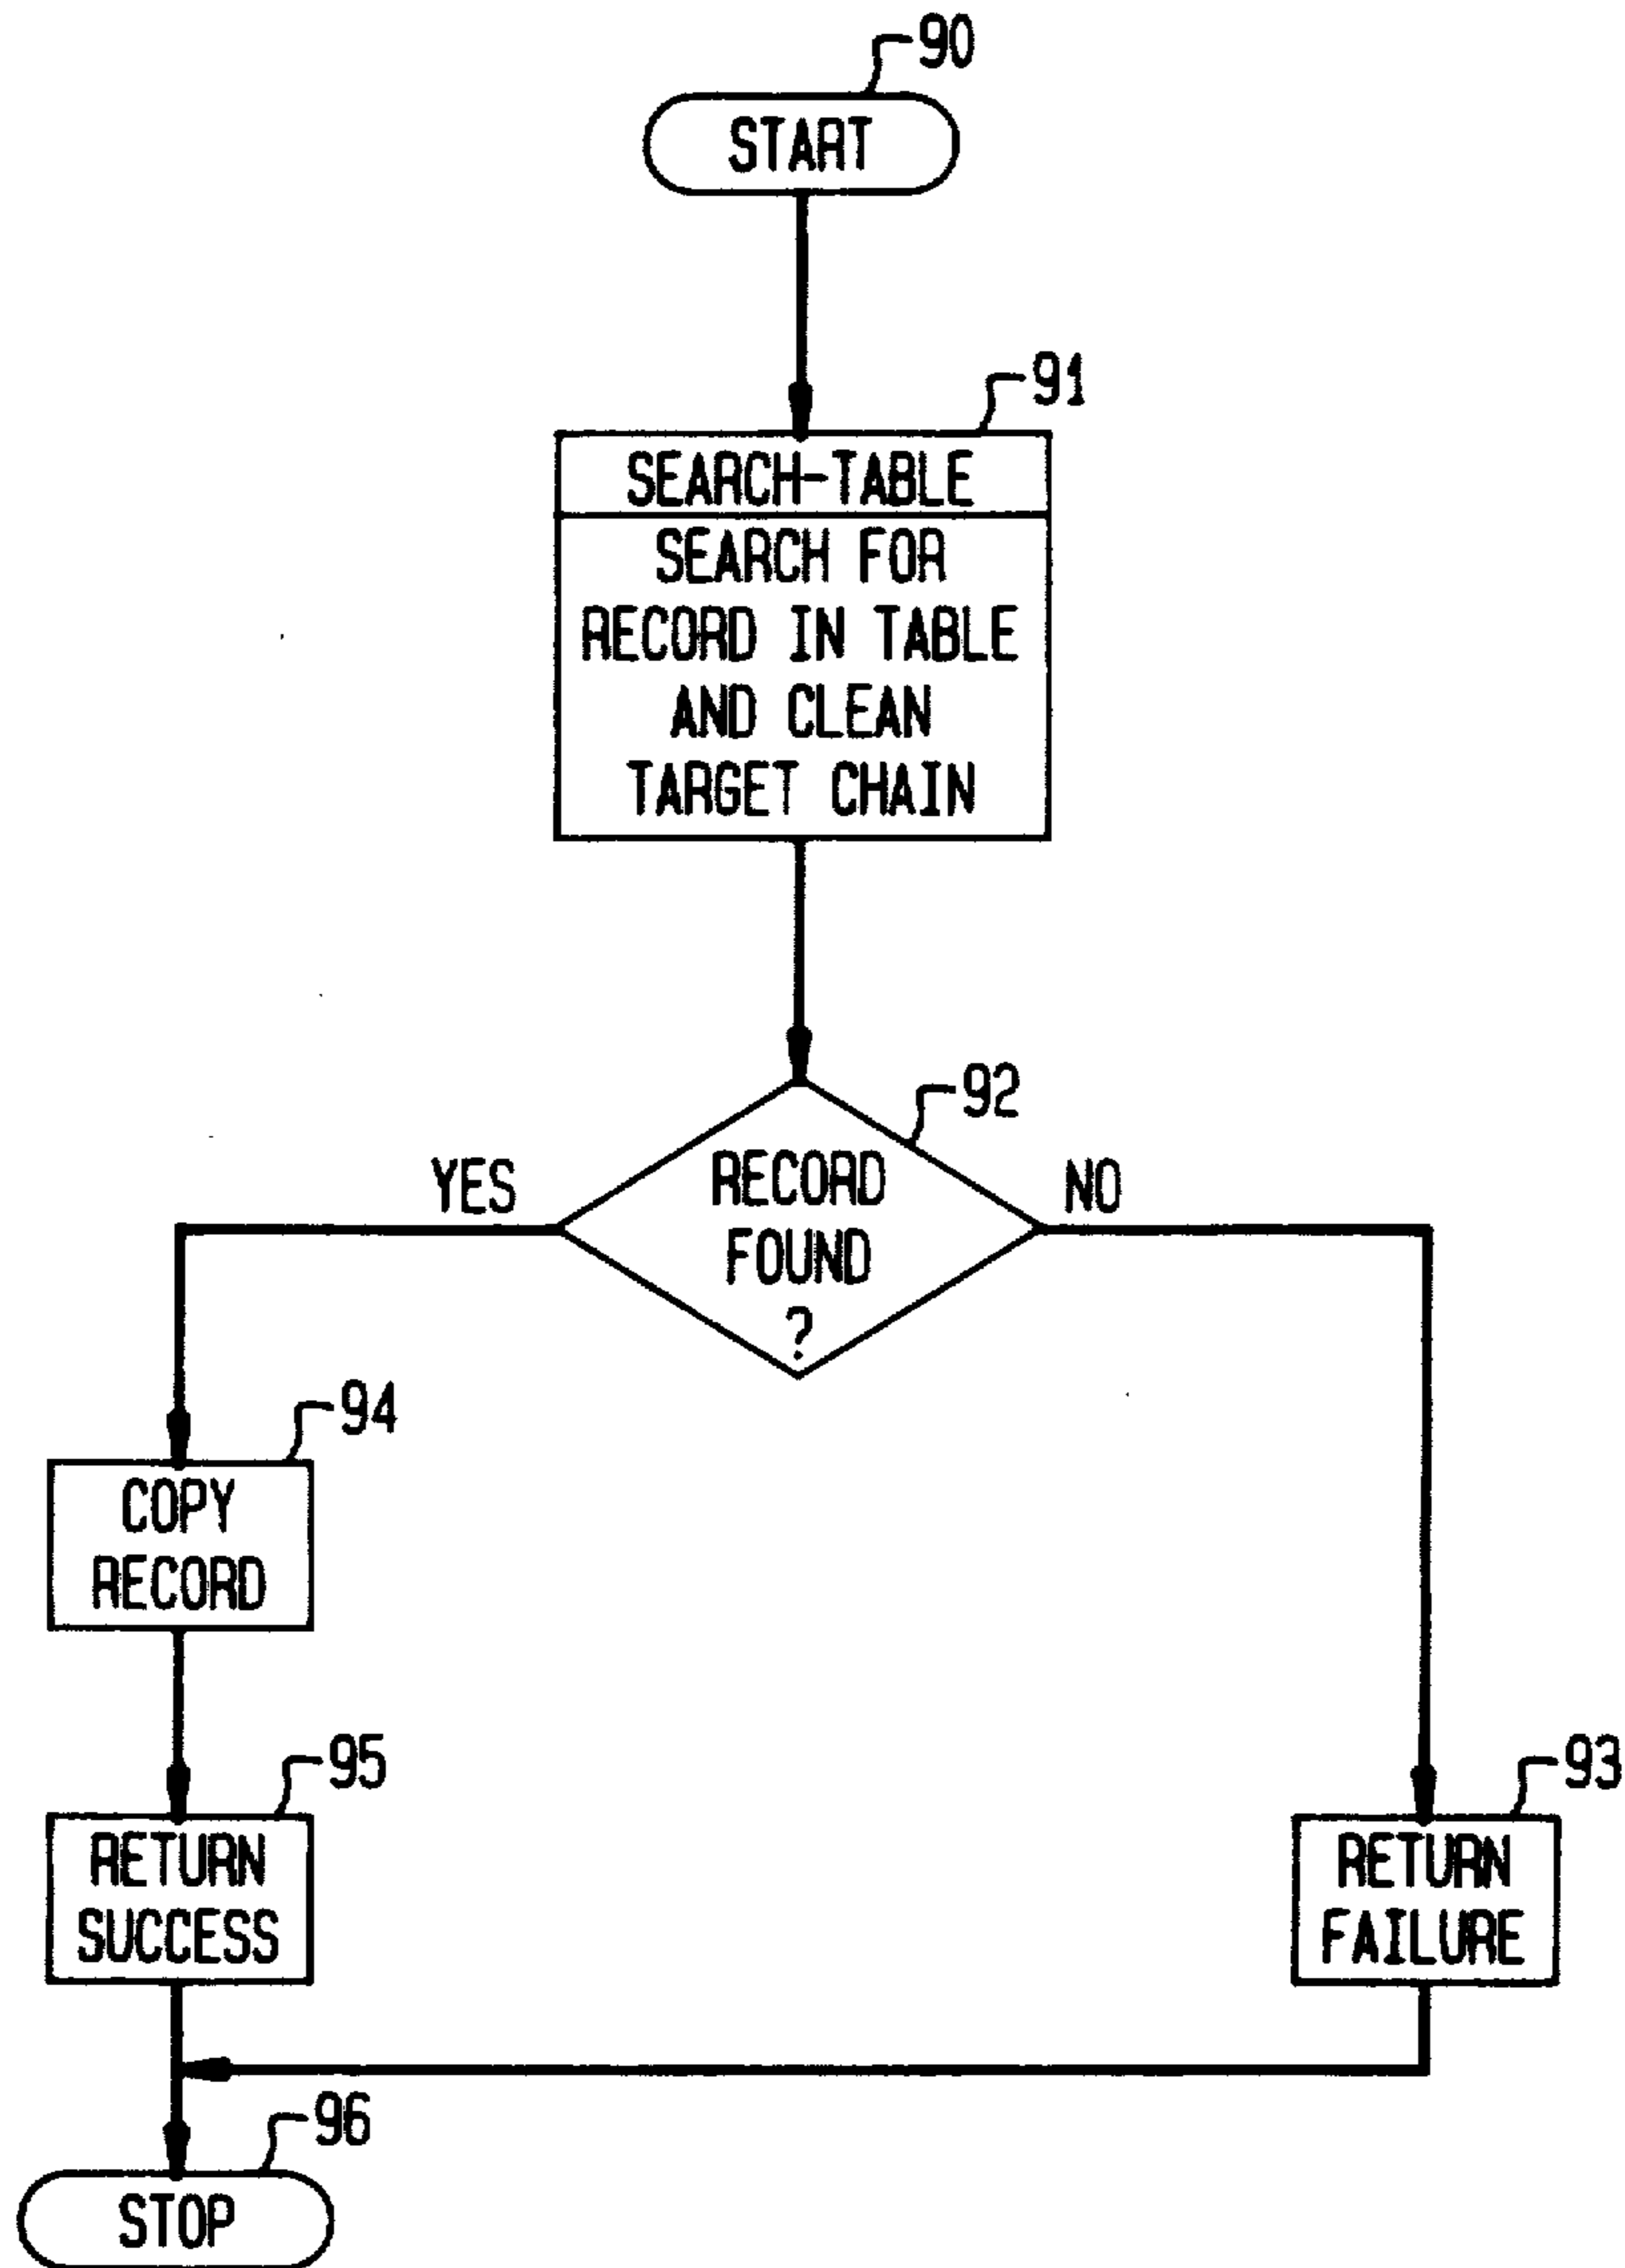 90
START
91
SEARCH-TABLE
SEARCH FOR
RECORD IN TABLE
AND CLEAN
TARGET CHAIN
92
YES
RECORD
NO
FOUND
?
94
COPY
RECORD
95
RETURN
SUCCESS
93
RETURN
FAILURE
96
STOP